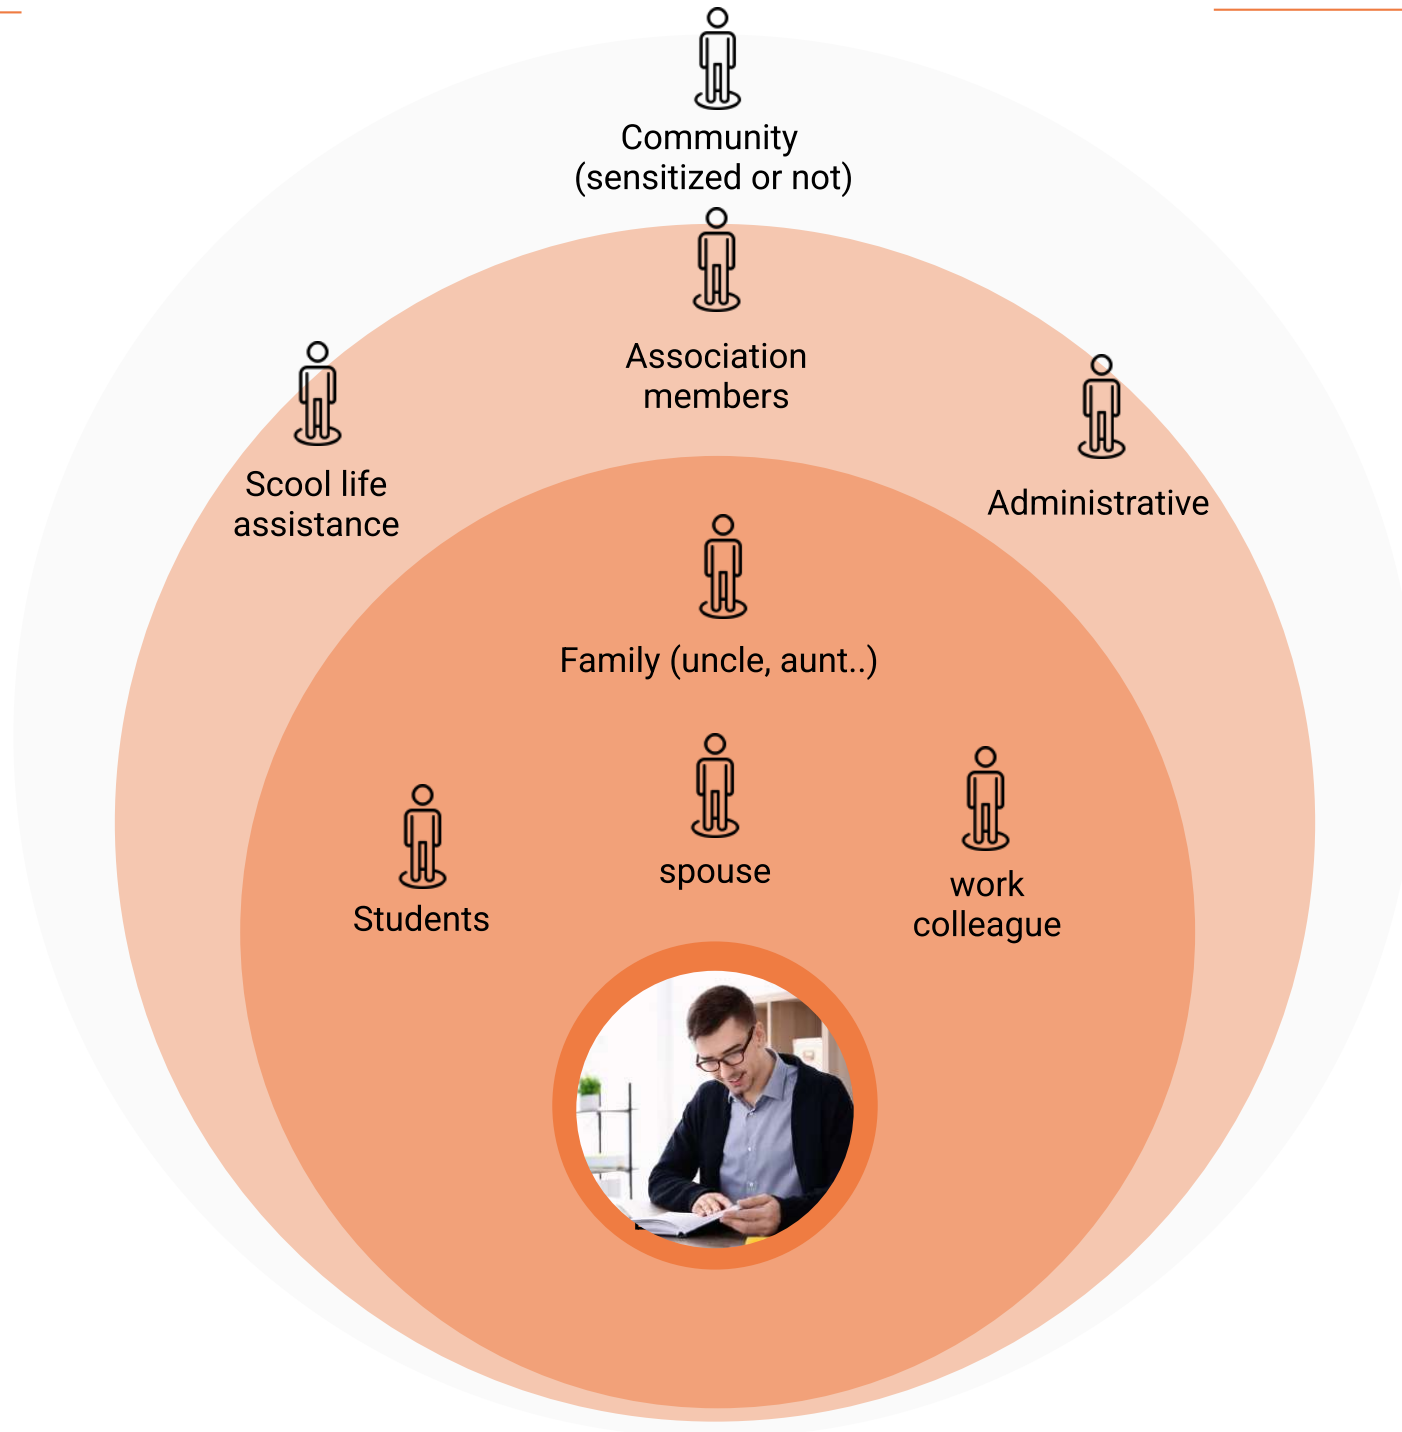 Community
(sensitized or not)
Association
members
Scool life
assistance
Administrative
Family (uncle, aunt..)
spouse
Students
work
colleague